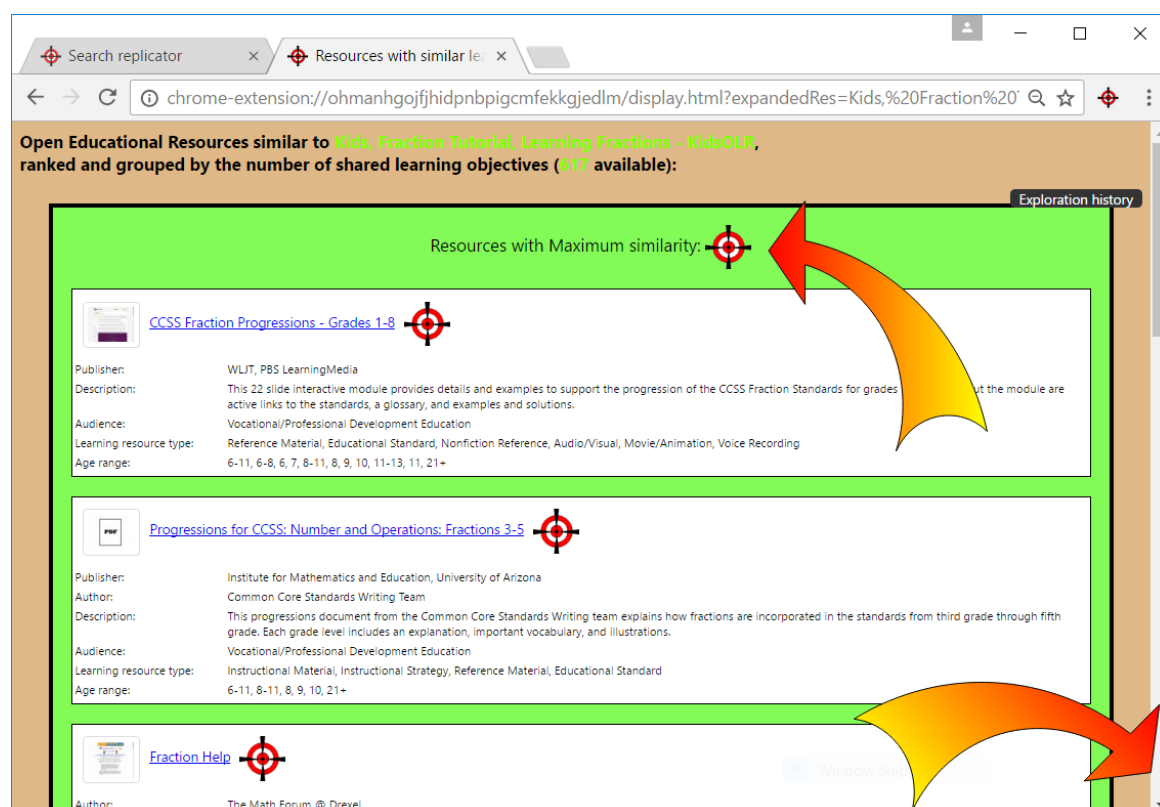 Search replicator
Resources with similar le
chrome-extension://ohmanhgojfjhidpnbpigcmfekkgjedlm/display.html?expandedRes=Kids,%20Fraction%20
Open Educational Resources similar to Kids, Fraction Tutorial, Learning Fractions - KidsOLR,
ranked and grouped by the number of shared learning objectives (617 available):
Exploration history
Resources with Maximum similarity:
CCSS Fraction Progressions - Grades 1-8
Publisher: WLJT, PBS LearningMedia
Description: This 22 slide interactive module provides details and examples to support the progression of the CCSS Fraction Standards for grades ut the module are
active links to the standards, a glossary, and examples and solutions.
Audience: Vocational/Professional Development Education
Learning resource type: Reference Material, Educational Standard, Nonfiction Reference, Audio/Visual, Movie/Animation, Voice Recording
Age range: 6-11, 6-8, 6, 7, 8-11, 8, 9, 10, 11-13, 11, 21+
PDF
Progressions for CCSS: Number and Operations: Fractions 3-5
Publisher: Institute for Mathematics and Education, University of Arizona
Author: Common Core Standards Writing Team
Description: This progressions document from the Common Core Standards Writing team explains how fractions are incorporated in the standards from third grade through fifth
grade. Each grade level includes an explanation, important vocabulary, and illustrations.
Audience: Vocational/Professional Development Education
Learning resource type: Instructional Material, Instructional Strategy, Reference Material, Educational Standard
Age range: 6-11, 8-11, 8, 9, 10, 21+
Fraction Help
Window Snip
Author: The Math Forum @ Drexel